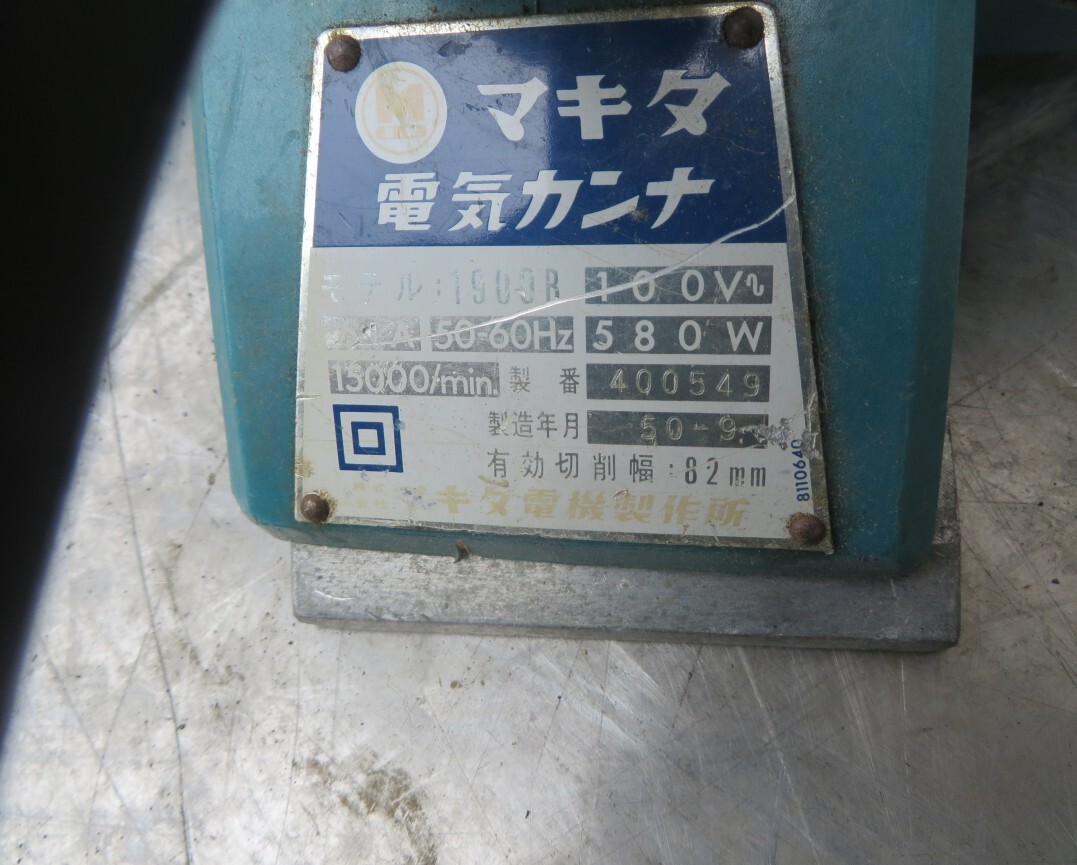 M
マキタ
電気カンナ
モデル:1900B 100V∿
50-60Hz 580W
15000/min. 製番 400549
製造年月 50-9
有効切削幅:82mm
マキタ電機製作所
8110640